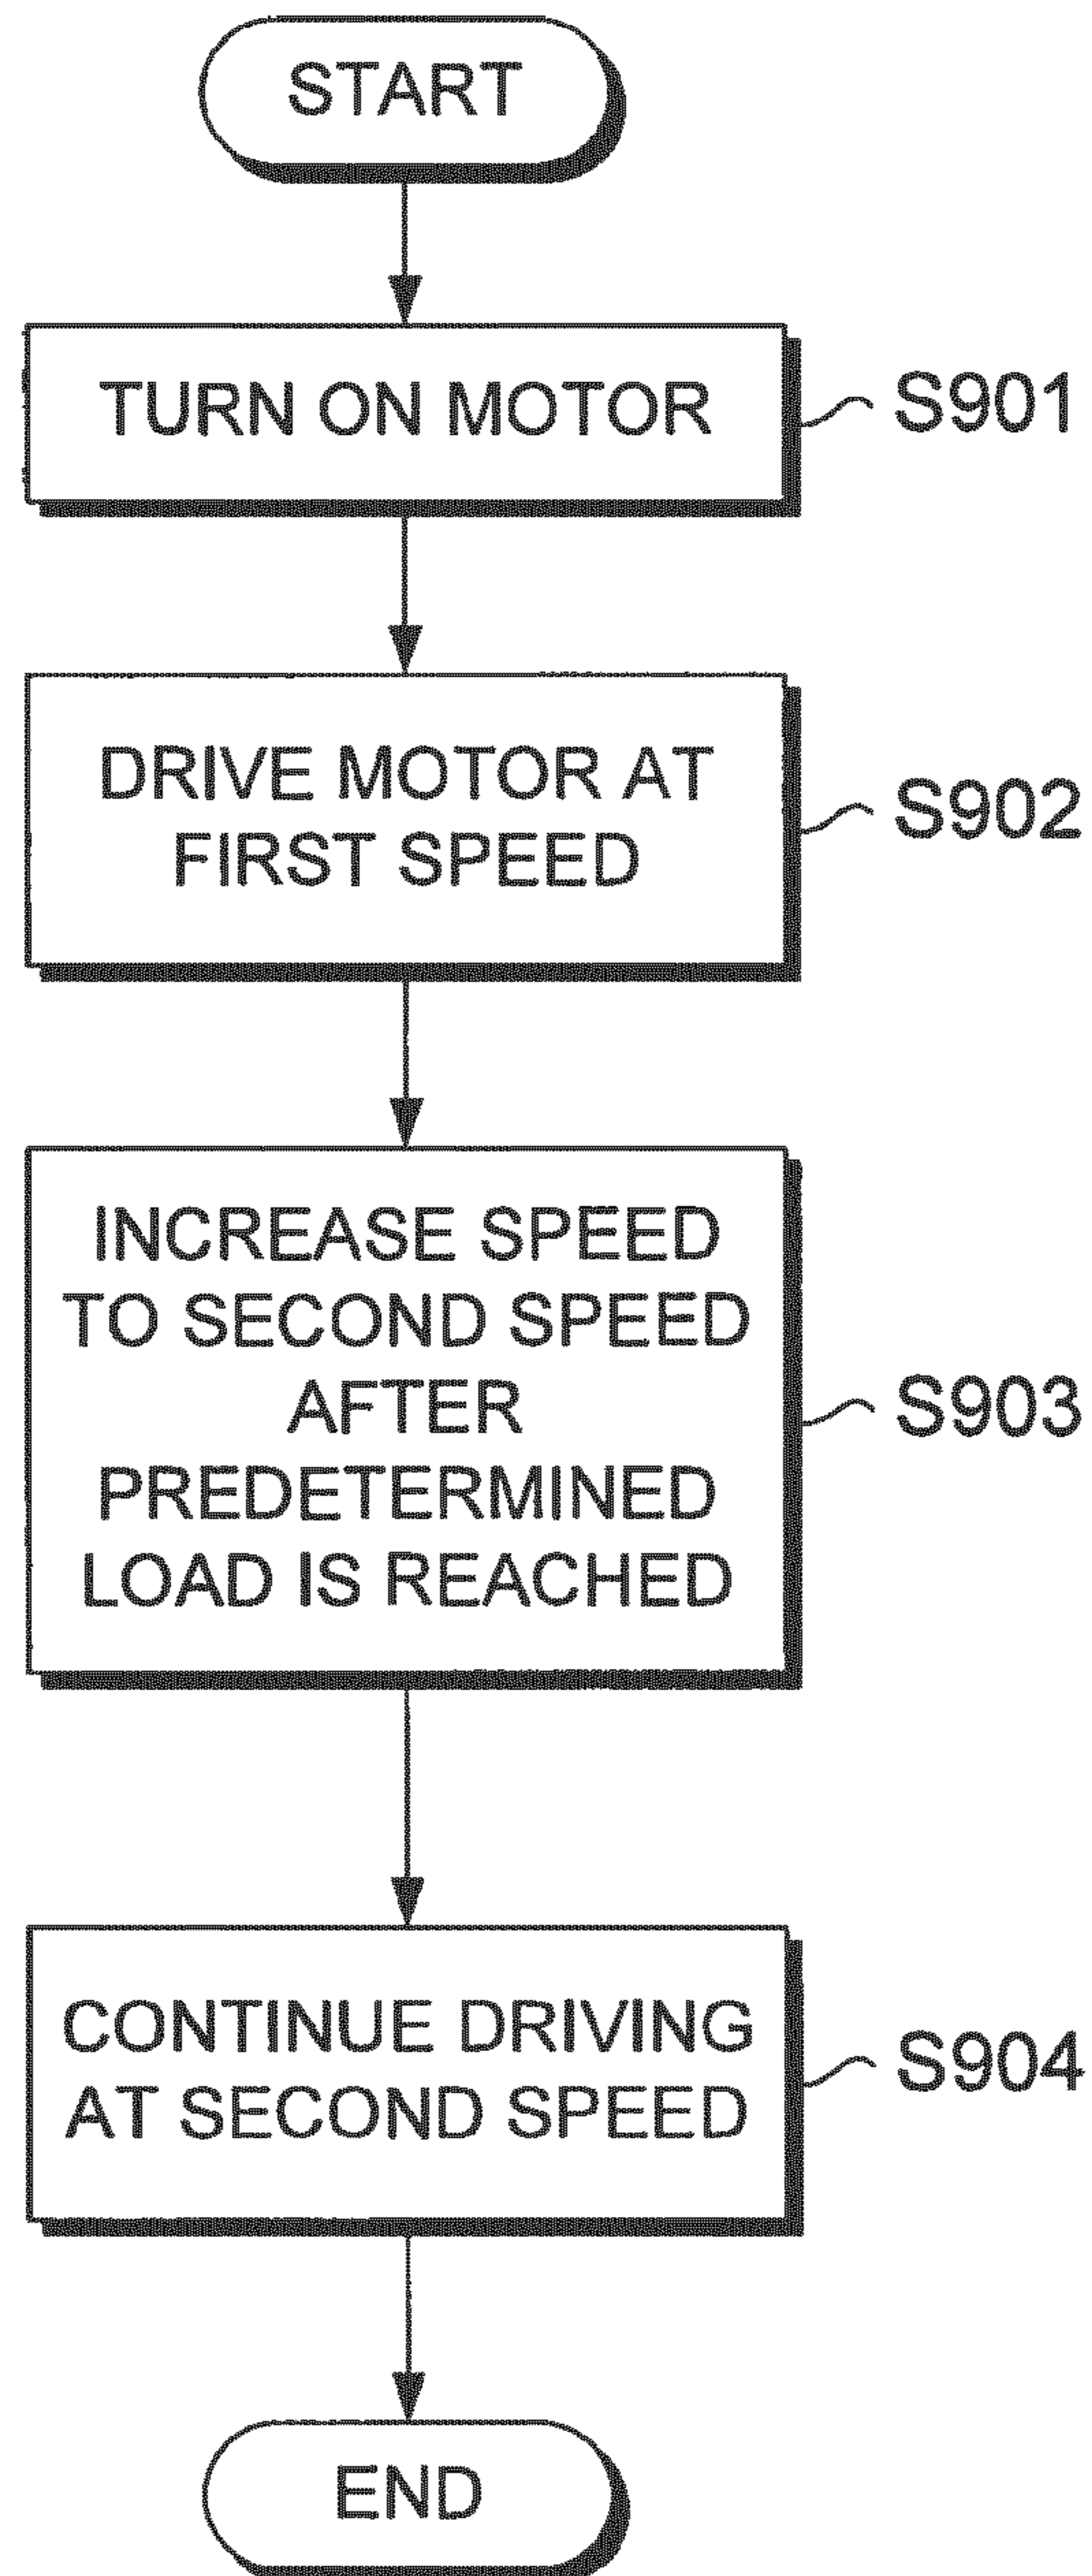 START
TURN ON MOTOR
S901
DRIVE MOTOR AT
FIRST SPEED
S902
INCREASE SPEED
TO SECOND SPEED
AFTER
PREDETERMINED
LOAD IS REACHED
S903
CONTINUE DRIVING
AT SECOND SPEED
S904
END